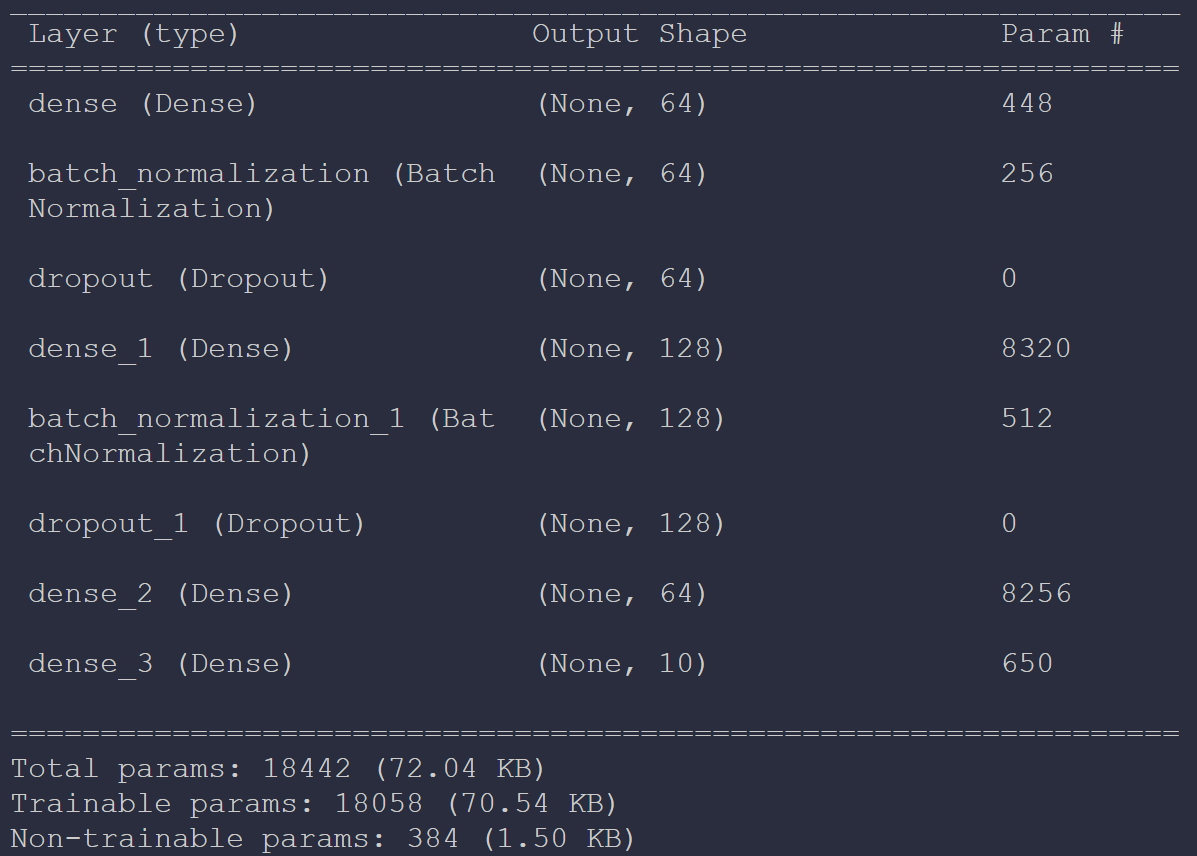 _________________________________________________________________
Layer (type)                Output Shape              Param #
=================================================================
dense (Dense)               (None, 64)                448
batch_normalization (Batch  (None, 64)                256
Normalization)
dropout (Dropout)           (None, 64)                0
dense_1 (Dense)             (None, 128)               8320
batch_normalization_1 (Bat  (None, 128)               512
chNormalization)
dropout_1 (Dropout)         (None, 128)               0
dense_2 (Dense)             (None, 64)                8256
dense_3 (Dense)             (None, 10)                650
=================================================================
Total params: 18442 (72.04 KB)
Trainable params: 18058 (70.54 KB)
Non-trainable params: 384 (1.50 KB)